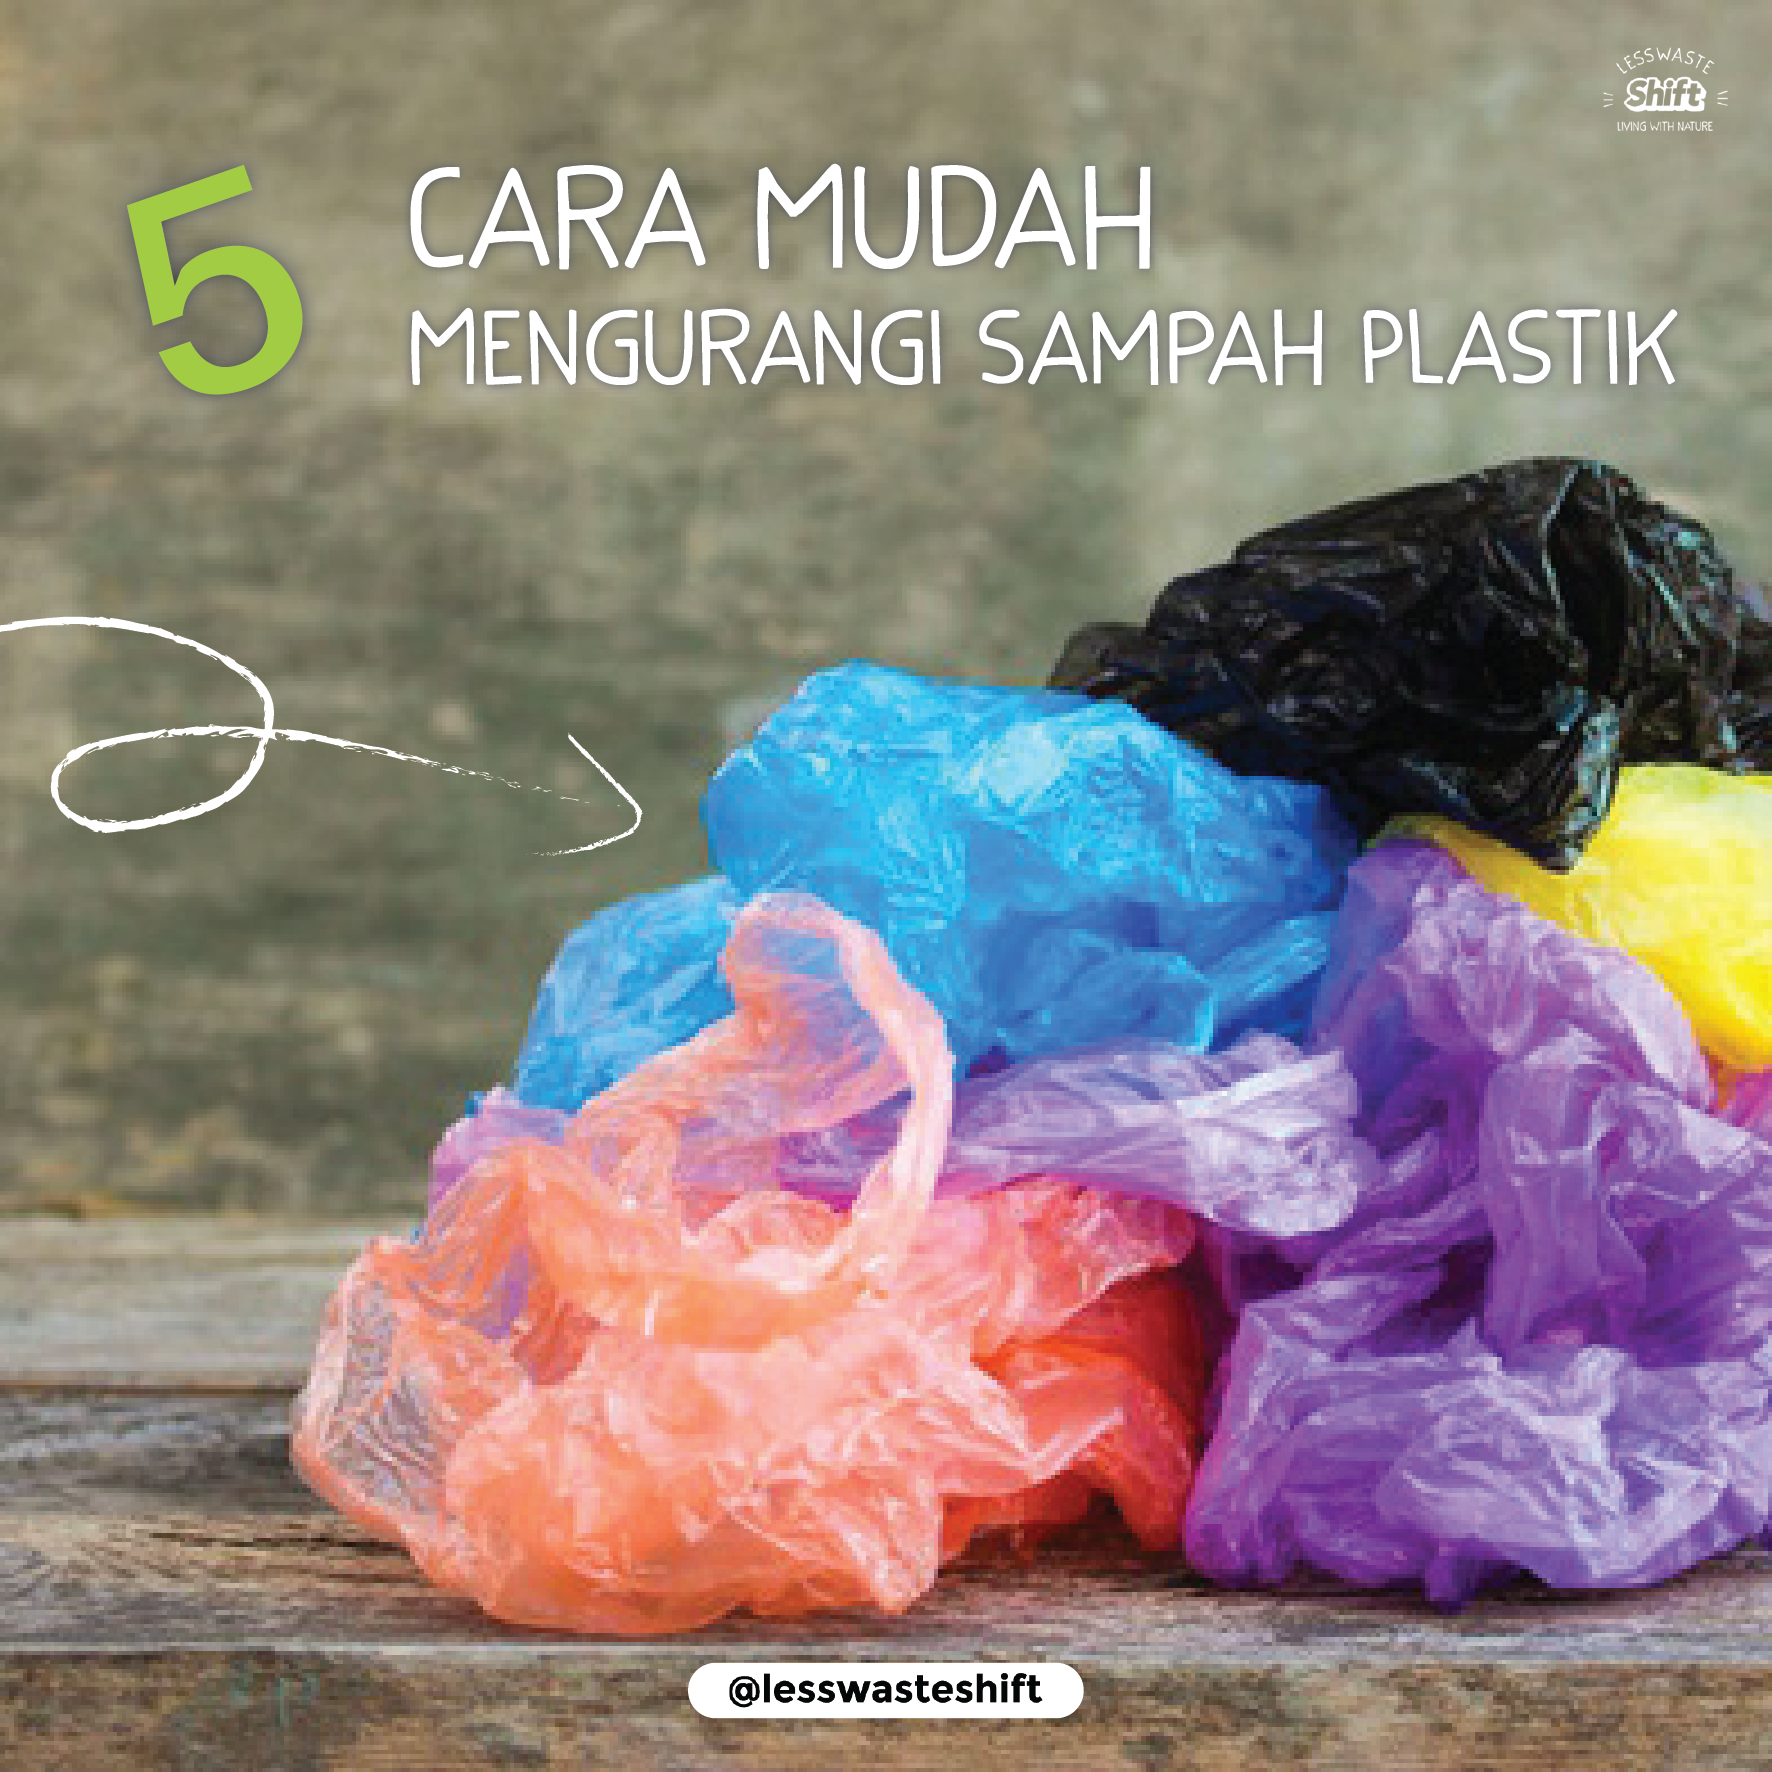 LESSWASTE
Shift
LIVING WITH NATURE
5 CARA MUDAH
MENGURANGI SAMPAH PLASTIK
@lesswasteshift